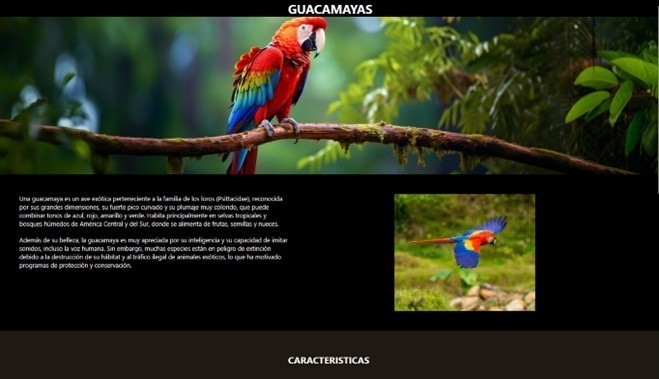 GUACAMAYAS
Una guacamaya es un ave exótica perteneciente a la familia de los loros (Psittacidae), reconocida
por sus grandes dimensiones, su fuerte pico curvado y su plumaje muy colorido, que puede
combinar tonos de azul, rojo, amarillo y verde. Habita principalmente en selvas tropicales y
bosques húmedos de América Central y del Sur, donde se alimenta de frutas, semillas y nueces.
Además de su belleza, la guacamaya es muy apreciada por su inteligencia y su capacidad de imitar
sonidos, incluso la voz humana. Sin embargo, muchas especies están en peligro de extinción
debido a la destrucción de su hábitat y al tráfico ilegal de animales exóticos, lo que ha motivado
programas de protección y conservación.
CARACTERISTICAS